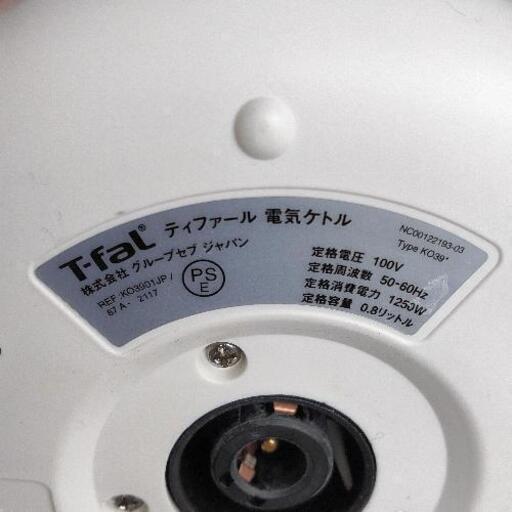 T-fal® ティファール 電気ケトル
株式会社 グループセブ ジャパン
REF :KO3901JP /
67 A - 2117
PS
E
NC00122193-03
Type KO39*
定格電圧 100V
定格周波数 50-60Hz
定格消費電力 1250W
定格容量 0.8リットル